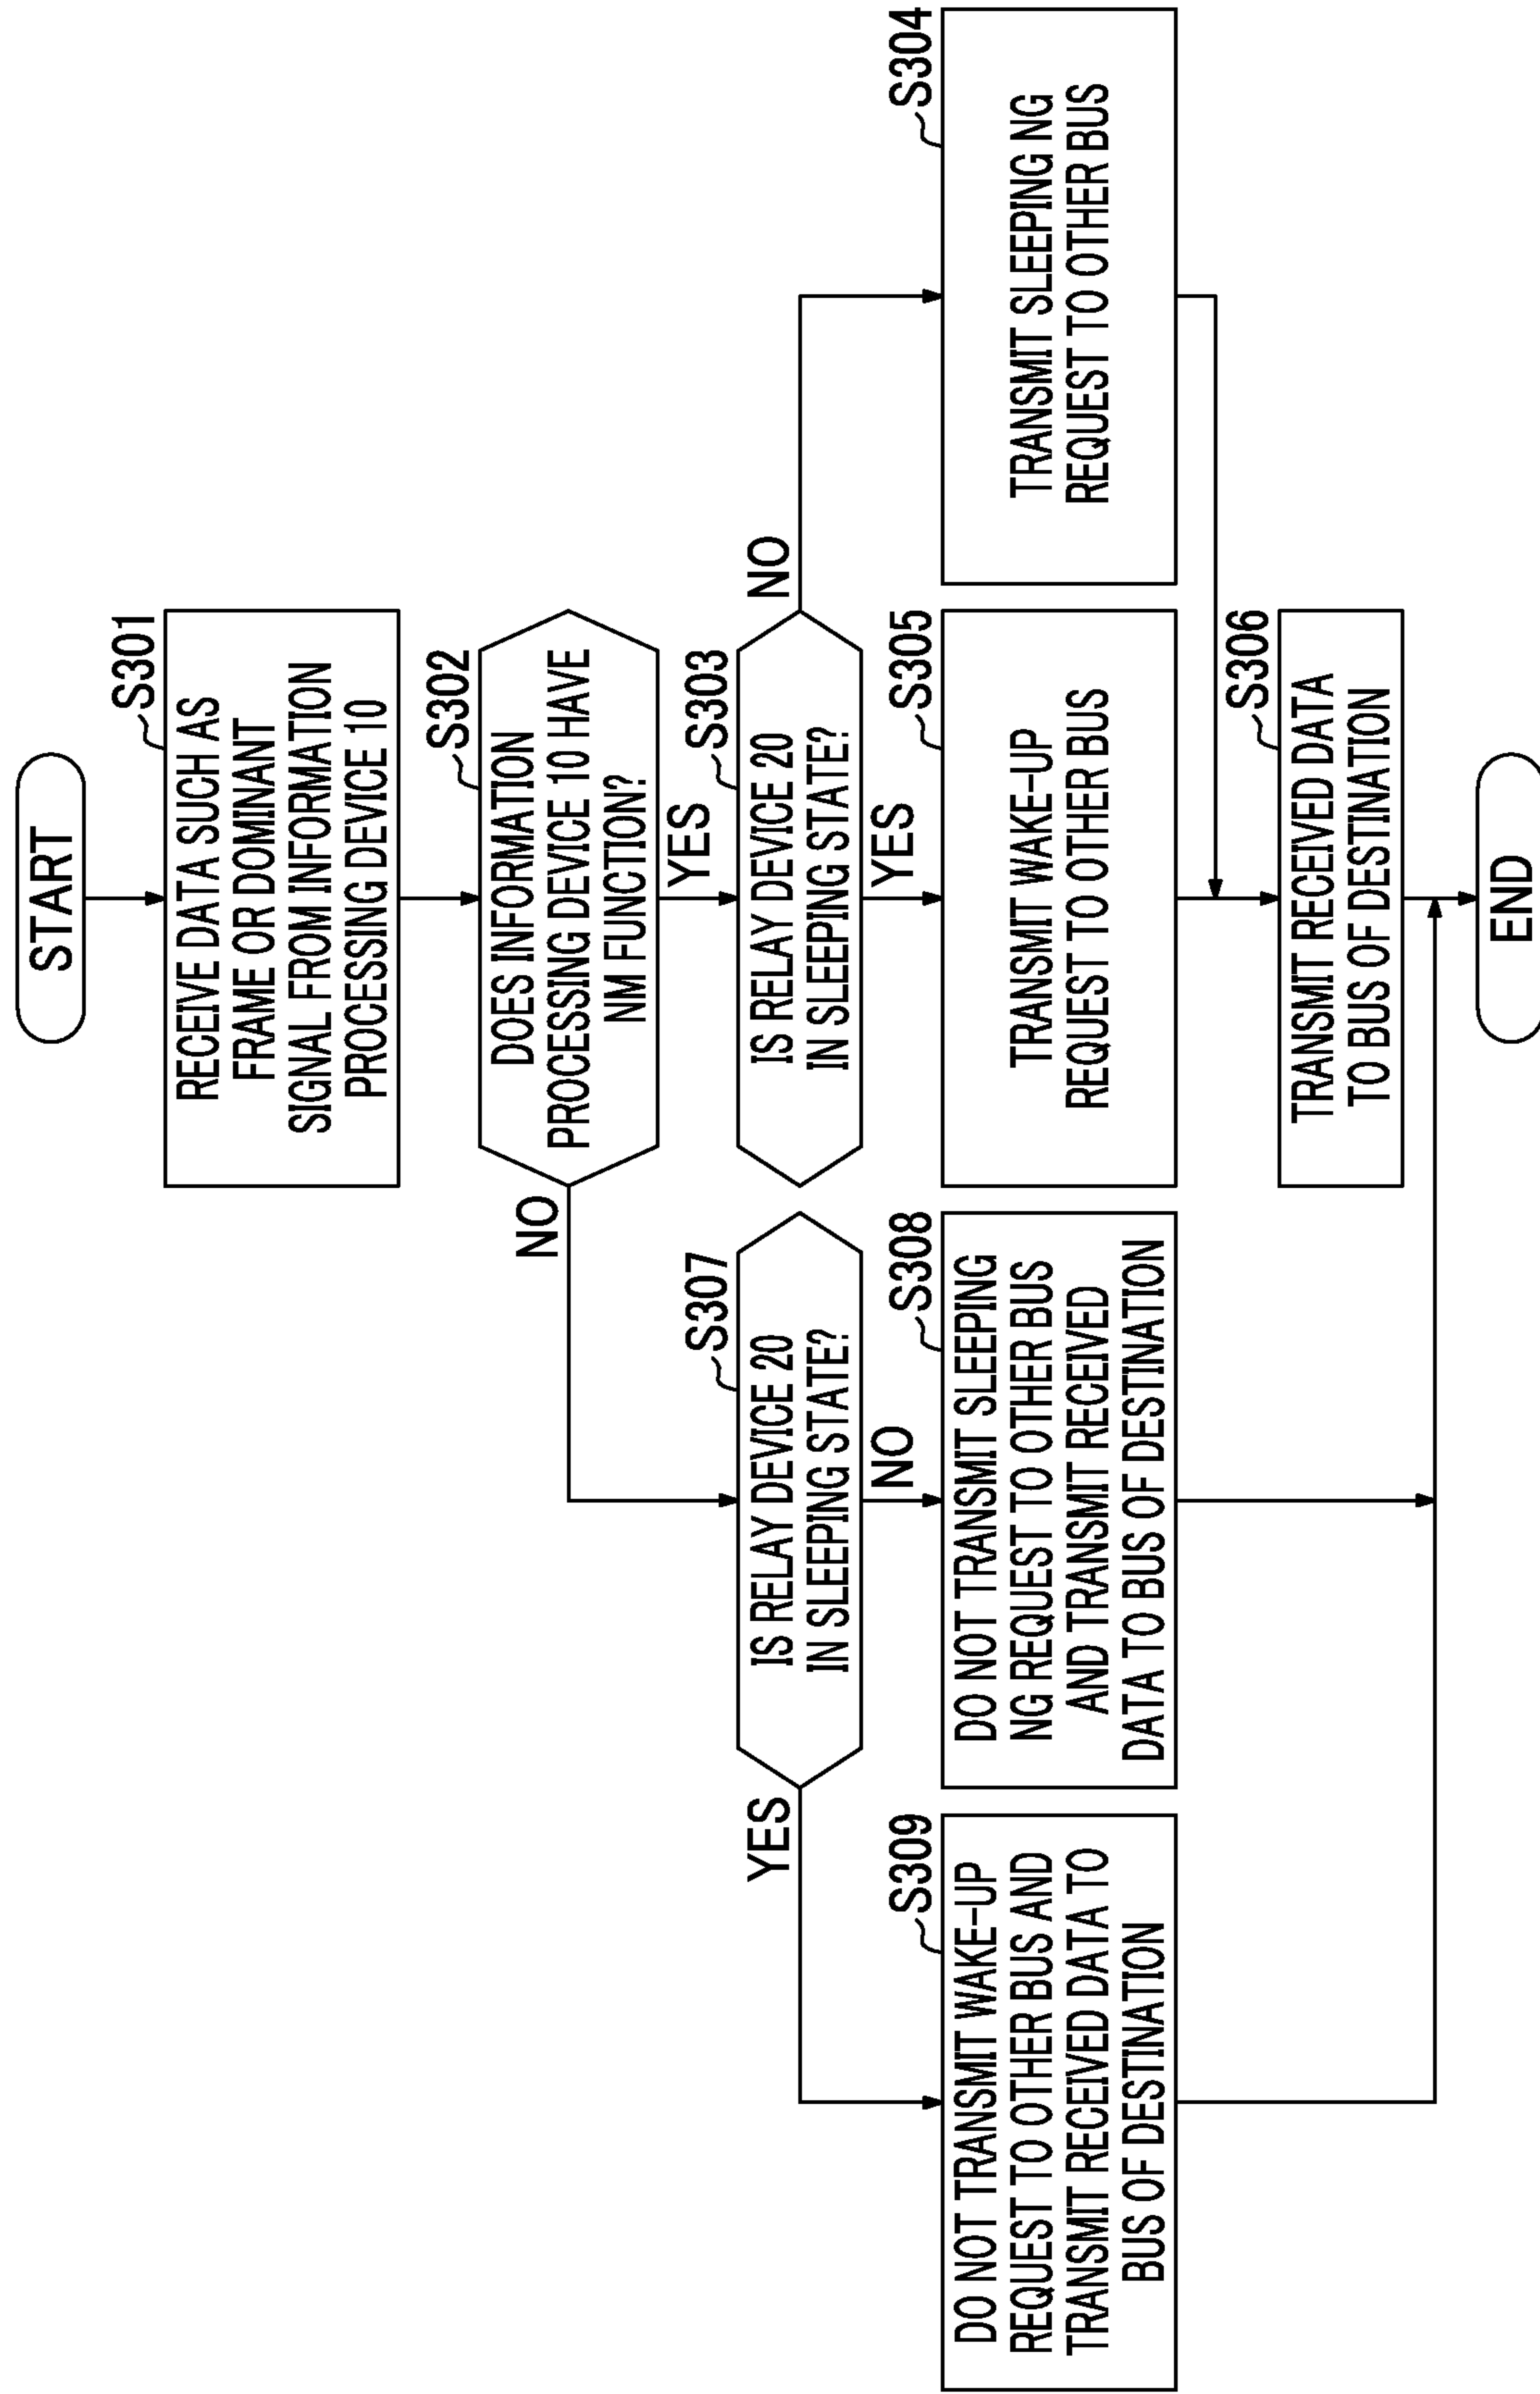 START
S301
RECEIVE DATA SUCH AS
FRAME OR DOMINANT
SIGNAL FROM INFORMATION
PROCESSING DEVICE 10
S302
DOES INFORMATION
PROCESSING DEVICE 10 HAVE
NM FUNCTION?
NO
YES
S307
IS RELAY DEVICE 20
IN SLEEPING STATE?
YES
NO
S303
IS RELAY DEVICE 20
IN SLEEPING STATE?
NO
YES
S309
DO NOT TRANSMIT WAKE-UP
REQUEST TO OTHER BUS AND
TRANSMIT RECEIVED DATA TO
BUS OF DESTINATION
S308
DO NOT TRANSMIT SLEEPING
NG REQUEST TO OTHER BUS
AND TRANSMIT RECEIVED
DATA TO BUS OF DESTINATION
S305
TRANSMIT WAKE-UP
REQUEST TO OTHER BUS
S304
TRANSMIT SLEEPING NG
REQUEST TO OTHER BUS
S306
TRANSMIT RECEIVED DATA
TO BUS OF DESTINATION
END